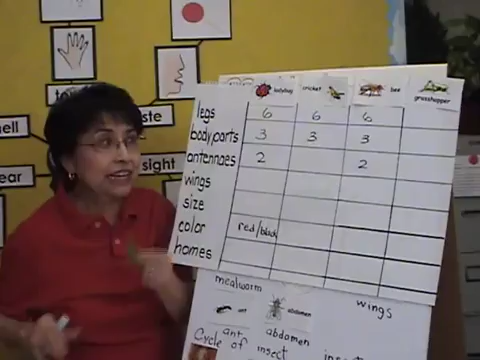 ladybug cricket bee grasshopper
legs 6 6 6
body parts 3 3 3
antennaes 2 2
wings
size
color red/black
homes
mealworm
wings
ant
abdomen
ant abdomen
Cycle of insect
ste
ell
sight
ear